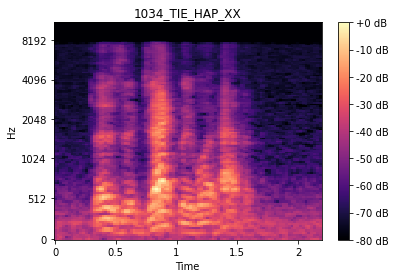 1034_TIE_HAP_XX
+0 dB
8192
-10 dB
4096
-20 dB
-30 dB
2048
-40 dB
Hz
1024
-50 dB
512
-60 dB
-70 dB
0
-80 dB
0 0.5 1 1.5 2
Time